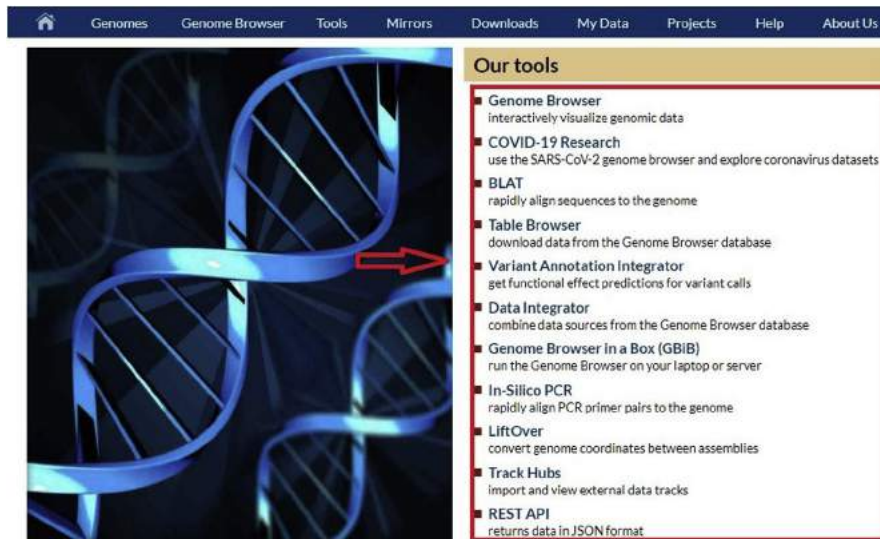 Genomes Genome Browser Tools Mirrors Downloads My Data Projects Help About Us
Our tools
Genome Browser
interactively visualize genomic data
COVID-19 Research
use the SARS-CoV-2 genome browser and explore coronavirus datasets
BLAT
rapidly align sequences to the genome
Table Browser
download data from the Genome Browser database
Variant Annotation Integrator
get functional effect predictions for variant calls
Data Integrator
combine data sources from the Genome Browser database
Genome Browser in a Box (GBiB)
run the Genome Browser on your laptop or server
In-Silico PCR
rapidly align PCR primer pairs to the genome
LiftOver
convert genome coordinates between assemblies
Track Hubs
import and view external data tracks
REST API
returns data in JSON format